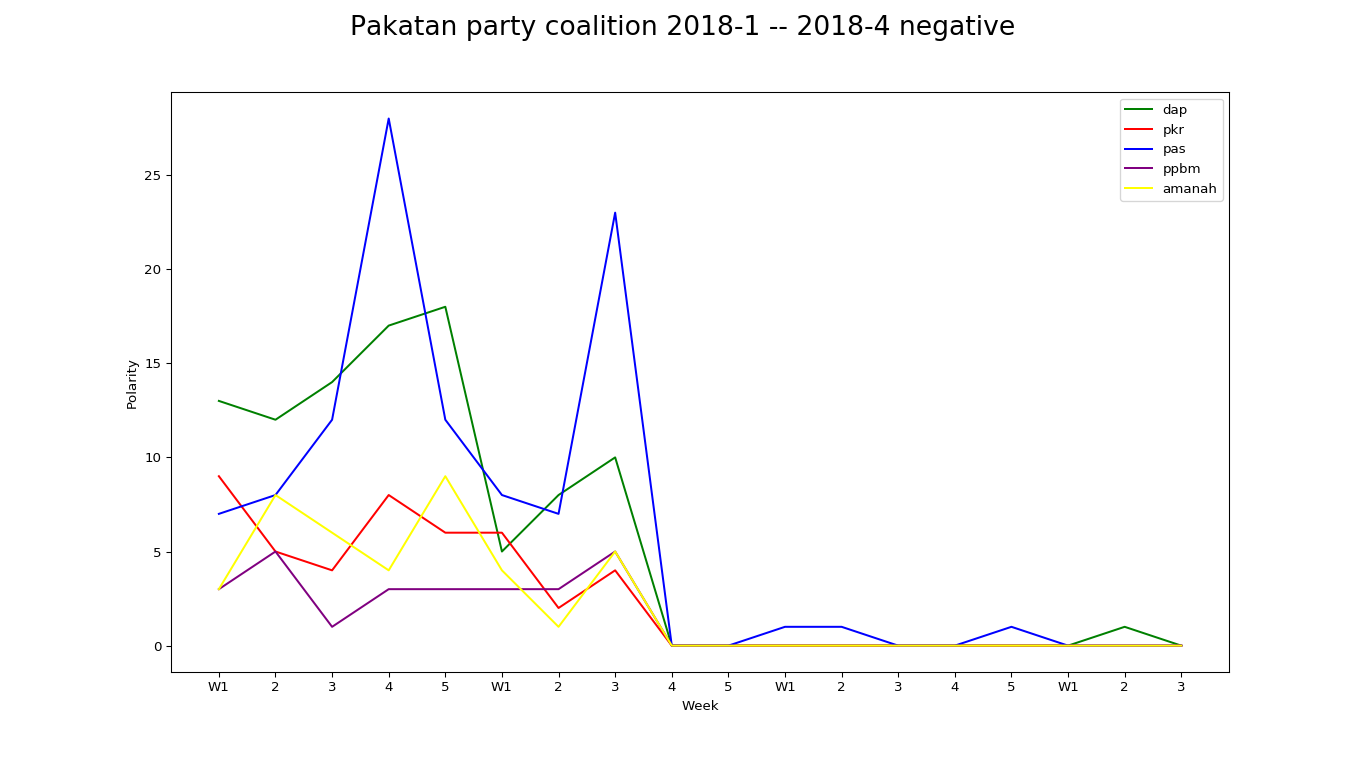 Pakatan party coalition 2018-1 -- 2018-4 negative
dap
pkr
pas
ppbm
amanah
25
20
15
10
5
0
Polarity
W1 2 3 4 5 W1 2 3 4 5 W1 2 3 4 5 W1 2 3
Week